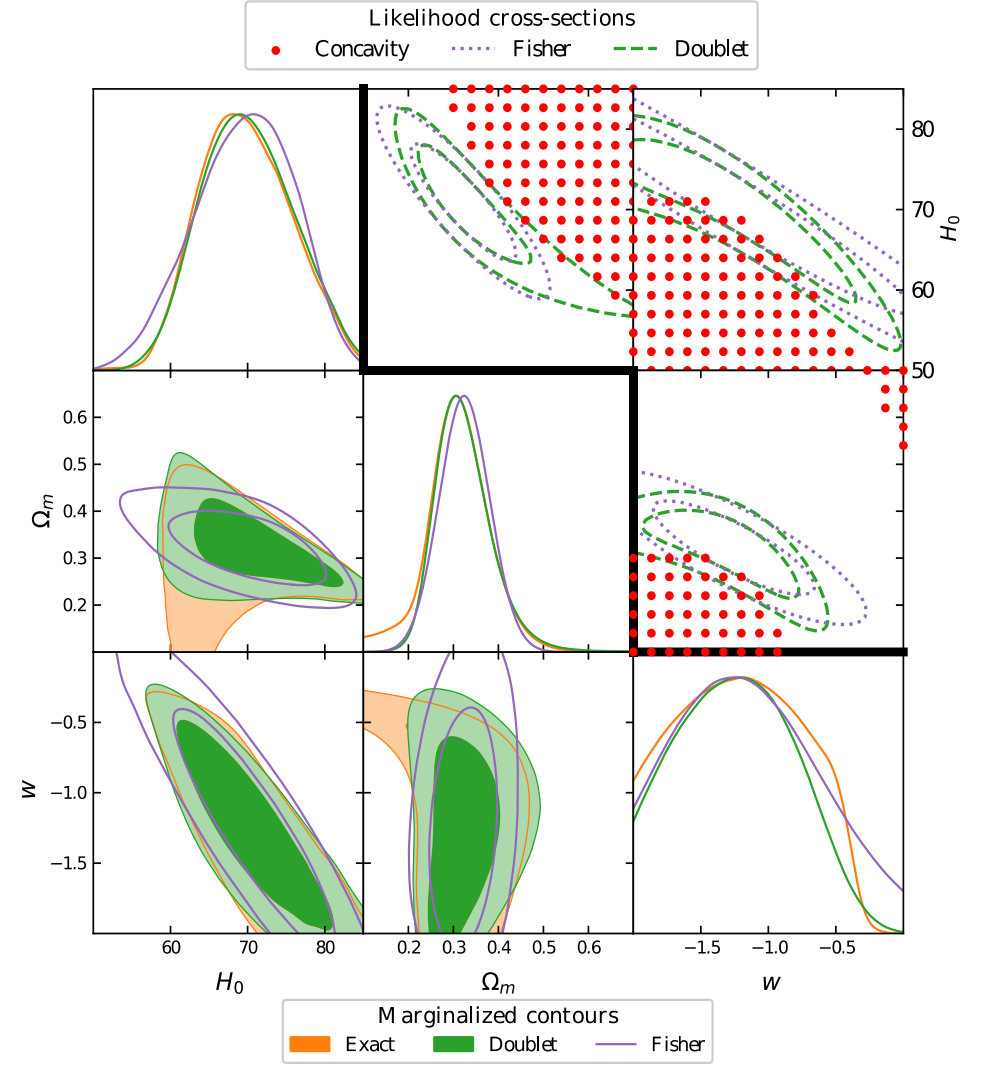 Likelihood cross-sections
Concavity Fisher Doublet
80
70
60
50
H₀
0.6
0.5
0.4
0.3
0.2
Ωₘ
−0.5
−1.0
−1.5
w
60 70 80
0.2 0.3 0.4 0.5 0.6
−1.5 −1.0 −0.5
H₀ Ωₘ w
Marginalized contours
Exact Doublet Fisher